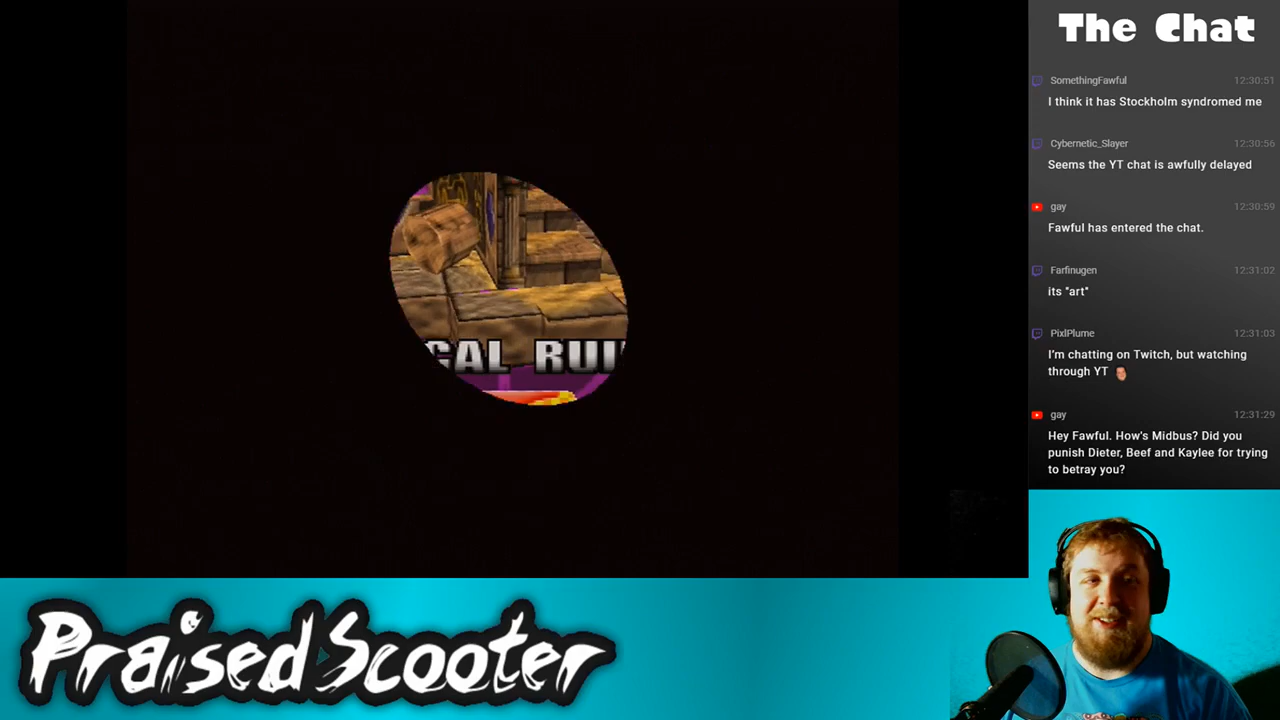 The Chat
SomethingFawful 12:30:51
I think it has Stockholm syndromed me
Cybernetic_Slayer 12:30:56
Seems the YT chat is awfully delayed
gay 12:30:59
Fawful has entered the chat.
Farfinugen 12:31:02
its "art"
PixlPlume 12:31:03
I'm chatting on Twitch, but watching
through YT
gay 12:31:29
Hey Fawful. How's Midbus? Did you
punish Dieter, Beef and Kaylee for trying
to betray you?
PraisedScooter